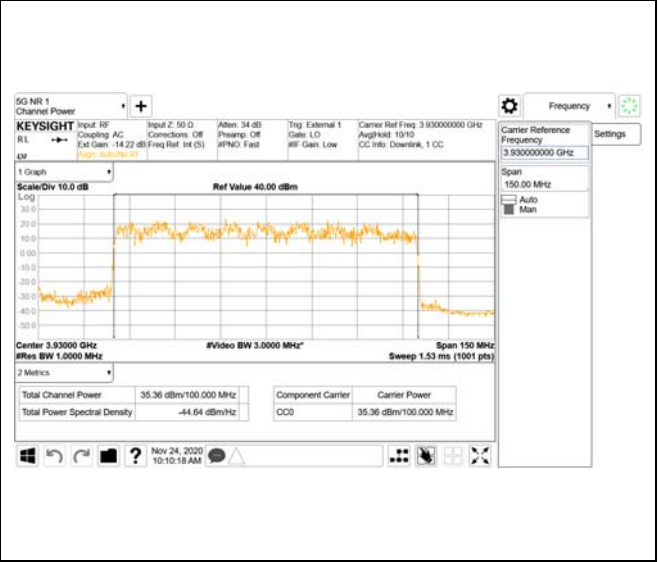 5G NR 1
Channel Power
Frequency
KEYSIGHT
Input: RF
Input Z: 50 Ω
Atten: 34 dB
Trig: External 1
Carrier Ref Freq: 3.930000000 GHz
R L
Coupling: AC
Corrections: Off
Preamp: Off
Gate: LO
Avg|Hold: 10/10
Ext Gain: -14.22 dB
Freq Ref: Int (S)
#PNO: Fast
#IF Gain: Low
CC Info: Downlink, 1 CC
Align: Auto/No RF
Carrier Reference
Frequency
3.930000000 GHz
Settings
Span
150.00 MHz
Auto
Man
1 Graph
Scale/Div 10.0 dB
Ref Value 40.00 dBm
Log
30.0
20.0
10.0
0.00
-10.0
-20.0
-30.0
-40.0
-50.0
Center 3.93000 GHz
#Video BW 3.0000 MHz*
Span 150 MHz
#Res BW 1.0000 MHz
Sweep 1.53 ms (1001 pts)
2 Metrics
Total Channel Power
35.36 dBm/100.000 MHz
Total Power Spectral Density
-44.64 dBm/Hz
Component Carrier
Carrier Power
CC0
35.36 dBm/100.000 MHz
?
Nov 24, 2020
10:10:18 AM